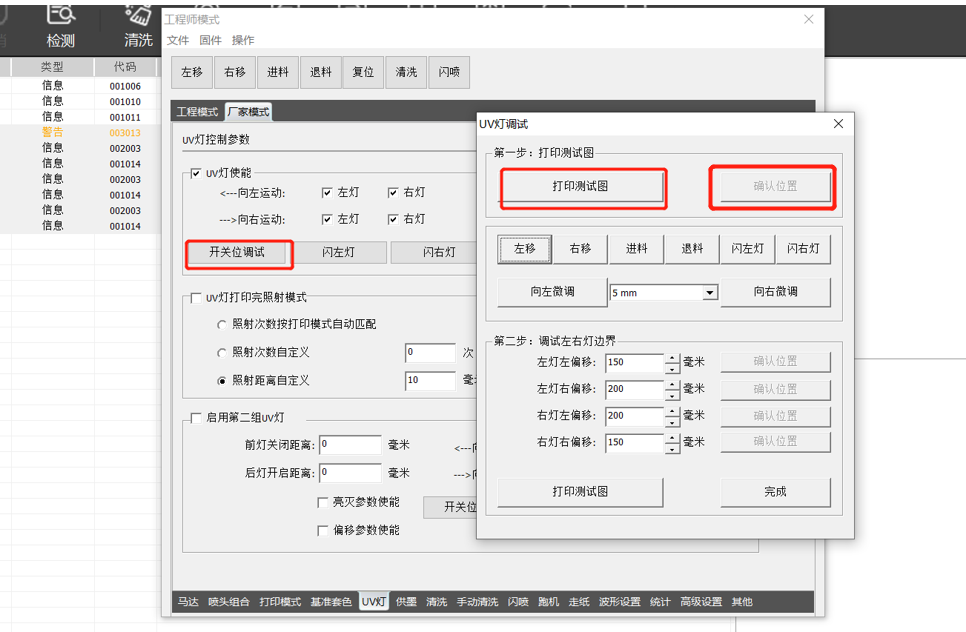 检测
清洗
类型 代码
信息 001006
信息 001010
信息 001011
警告 003013
信息 002003
信息 001014
信息 002003
信息 001014
信息 002003
信息 001014
工程师模式
文件 固件 操作
左移 右移 进料 退料 复位 清洗 闪喷
工程模式 厂家模式
UV灯控制参数
UV灯使能
<---向左运动: 左灯 右灯
--->向右运动: 左灯 右灯
开关位调试 闪左灯 闪右灯
UV灯打印完照射模式
照射次数按打印模式自动匹配
照射次数自定义 0 次
照射距离自定义 10
启用第二组UV灯
前灯关闭距离: 0 毫米 <---
后灯开启距离: 0 毫米 --->
亮灭参数使能 开关位
偏移参数使能
马达 喷头组合 打印模式 基准套色 UV灯 供墨 清洗 手动清洗 闪喷 跑机 走纸 波形设置 统计 高级设置 其他
UV灯调试
第一步: 打印测试图
打印测试图 确认位置
左移 右移 进料 退料 闪左灯 闪右灯
向左微调 5 mm 向右微调
第二步: 调试左右灯边界
左灯左偏移: 150 毫米 确认位置
左灯右偏移: 200 毫米 确认位置
右灯左偏移: 200 毫米 确认位置
右灯右偏移: 150 毫米 确认位置
打印测试图 完成